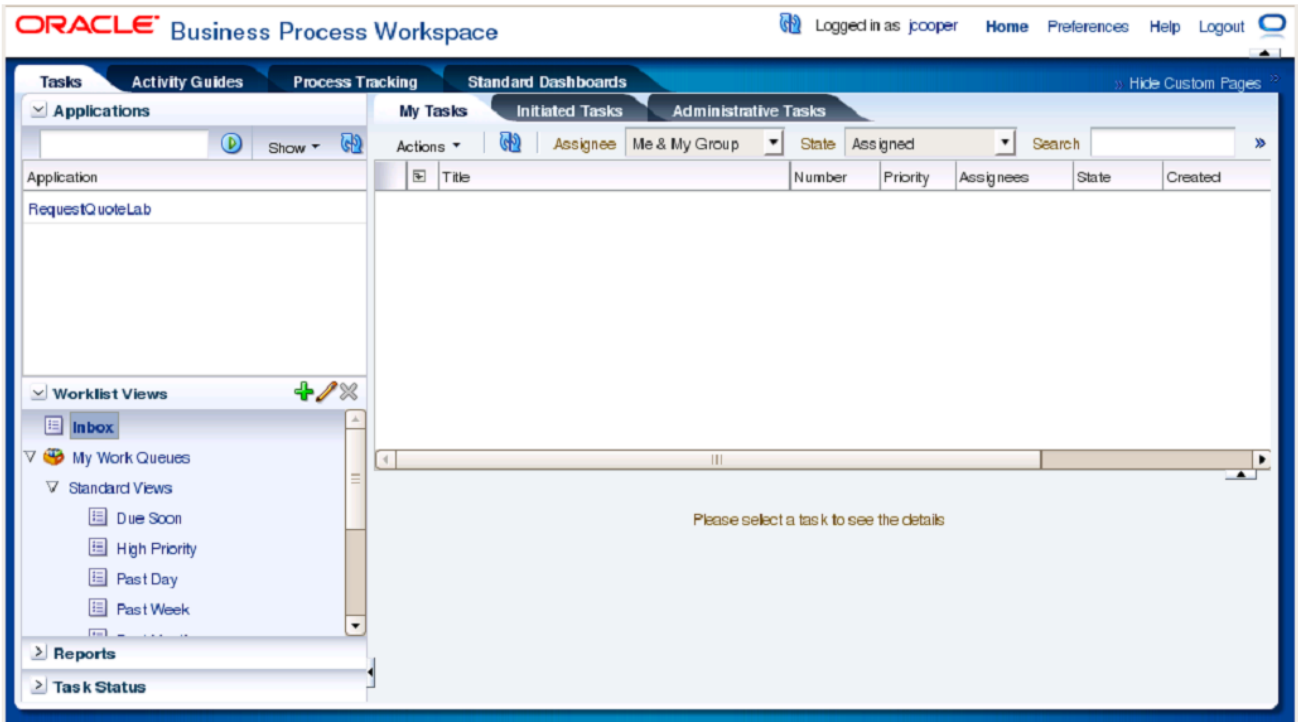 ORACLE Business Process Workspace
Logged in as jcooper Home Preferences Help Logout
Tasks Activity Guides Process Tracking Standard Dashboards
Hide Custom Pages
Applications
Show
Application
RequestQuoteLab
My Tasks Initiated Tasks Administrative Tasks
Actions Assignee Me & My Group State Assigned Search
Title Number Priority Assignees State Created
Worklist Views
Inbox
My Work Queues
Standard Views
Due Soon
High Priority
Past Day
Past Week
Reports
Task Status
Please select a task to see the details